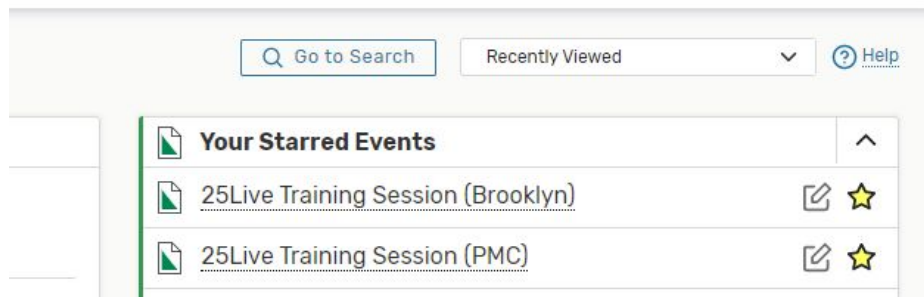 Go to Search Recently Viewed Help
Your Starred Events
25Live Training Session (Brooklyn)
25Live Training Session (PMC)